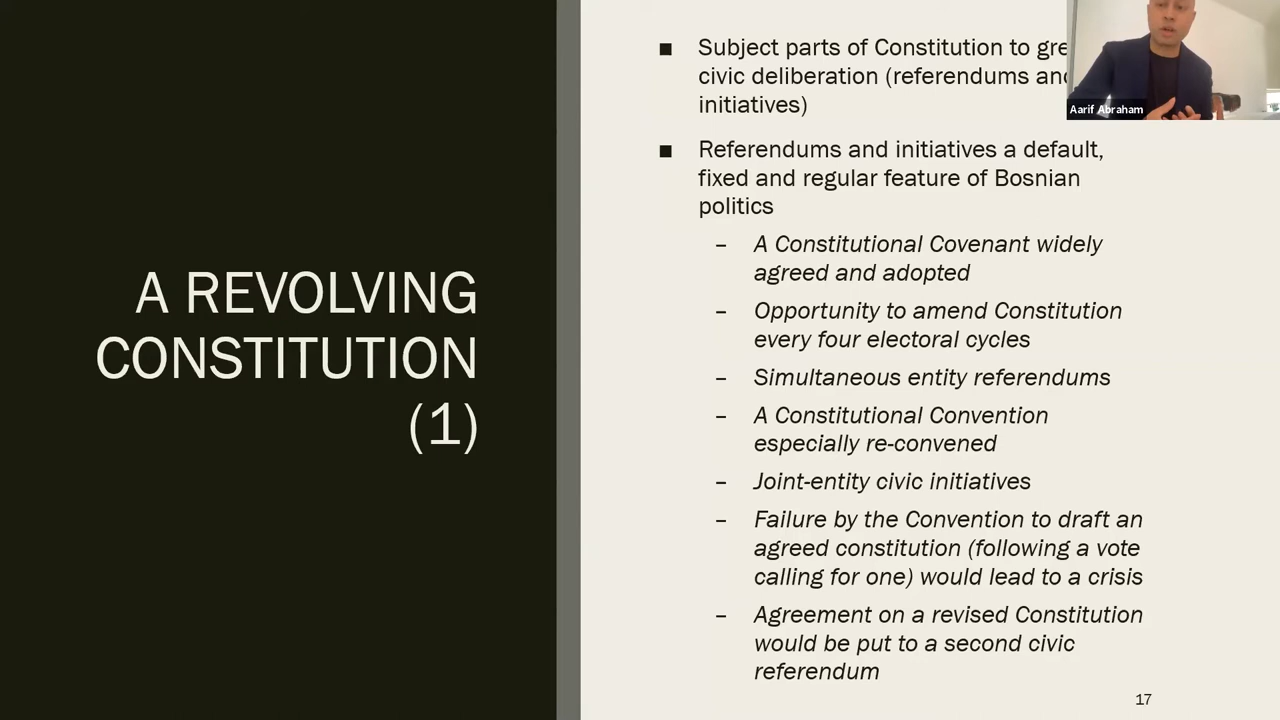 A REVOLVING
CONSTITUTION
(1)
■ Subject parts of Constitution to
civic deliberation (referendums
initiatives)
■ Referendums and initiatives a default,
fixed and regular feature of Bosnian
politics
– A Constitutional Covenant widely
agreed and adopted
– Opportunity to amend Constitution
every four electoral cycles
– Simultaneous entity referendums
– A Constitutional Convention
especially re-convened
– Joint-entity civic initiatives
– Failure by the Convention to draft an
agreed constitution (following a vote
calling for one) would lead to a crisis
– Agreement on a revised Constitution
would be put to a second civic
referendum
17
Aarif Abraham